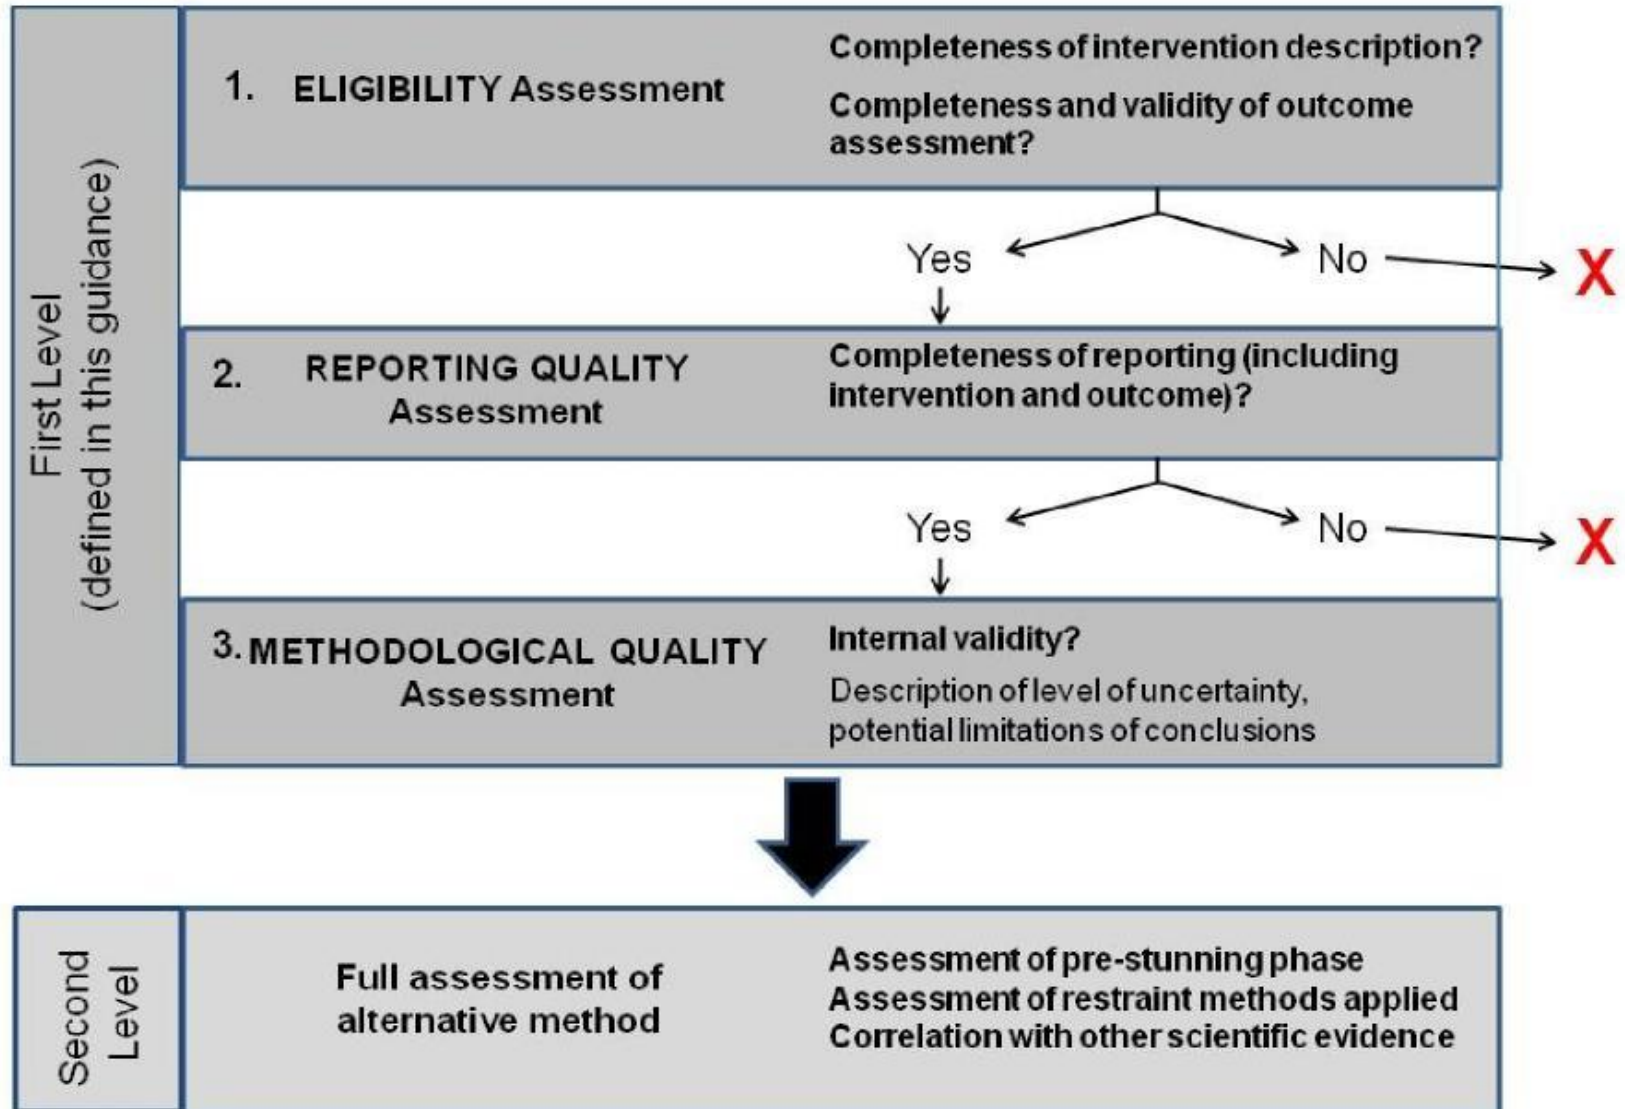 First Level
(defined in this guidance)
1. ELIGIBILITY Assessment
Completeness of intervention description?
Completeness and validity of outcome
assessment?
Yes
No
X
2. REPORTING QUALITY
Assessment
Completeness of reporting (including
intervention and outcome)?
Yes
No
X
3. METHODOLOGICAL QUALITY
Assessment
Internal validity?
Description of level of uncertainty,
potential limitations of conclusions
Second
Level
Full assessment of
alternative method
Assessment of pre-stunning phase
Assessment of restraint methods applied
Correlation with other scientific evidence